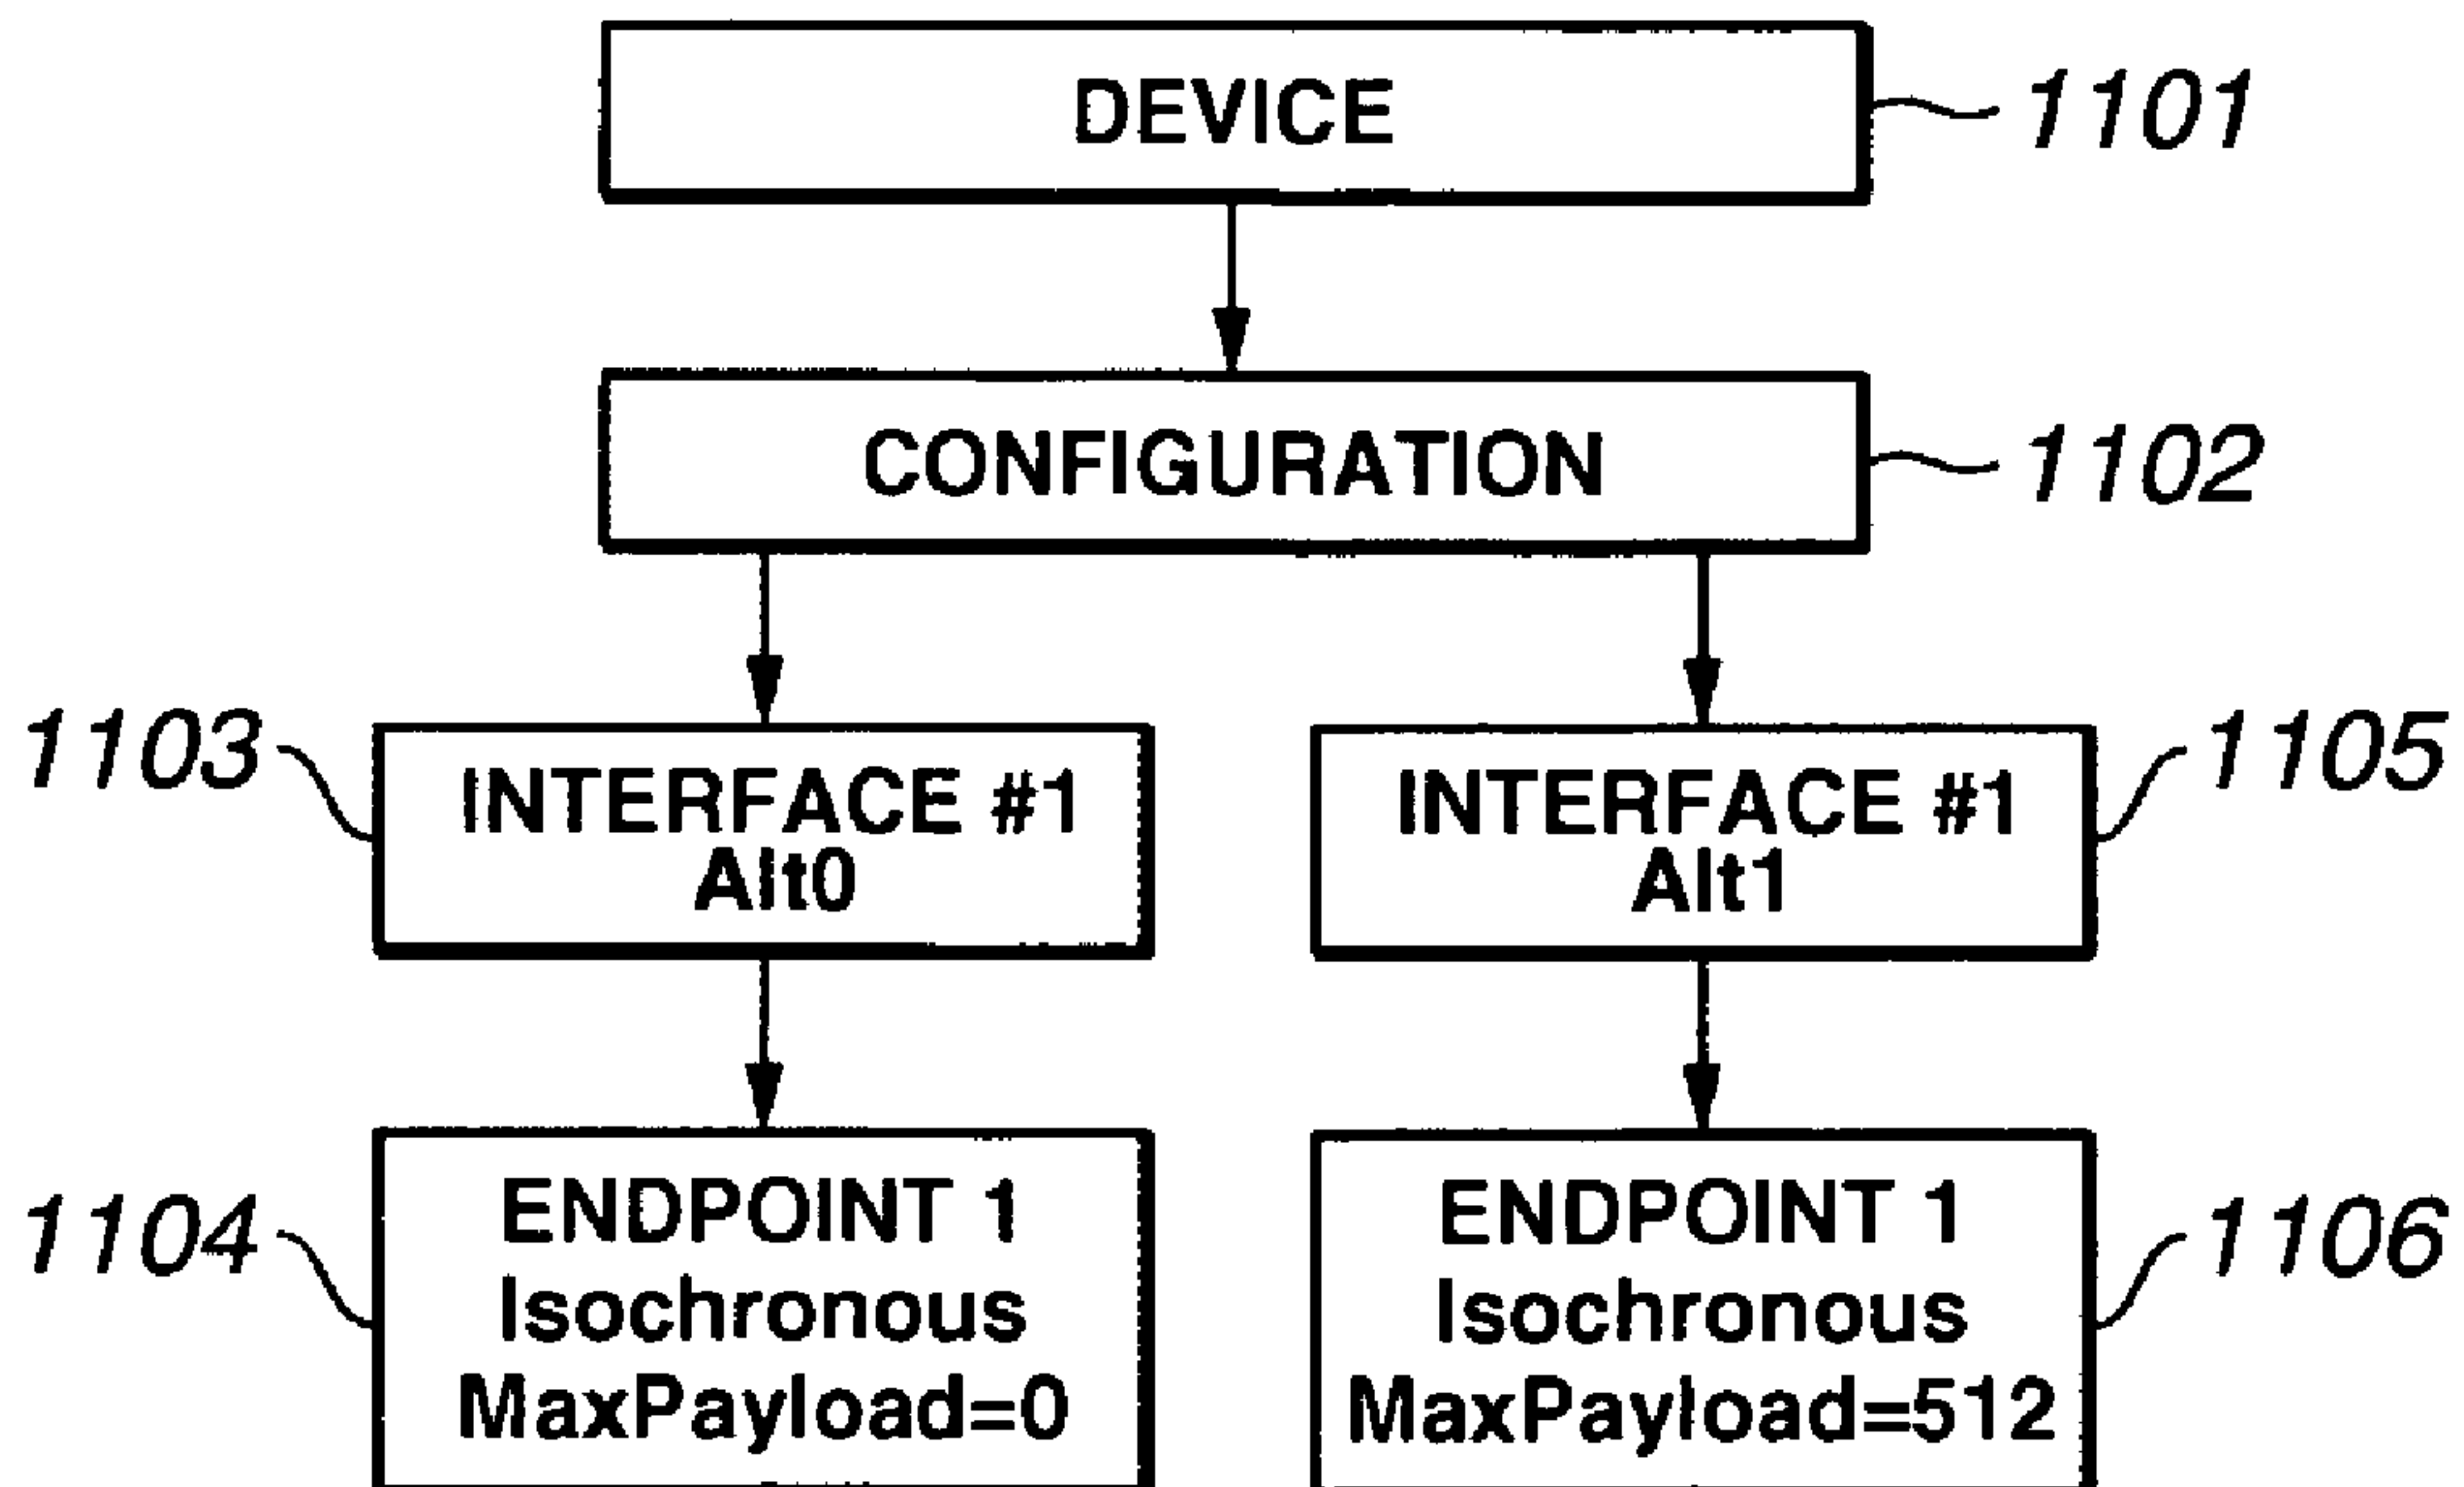 DEVICE
1101
CONFIGURATION
1102
1103
INTERFACE #1
Alt0
INTERFACE #1
Alt1
1105
1104
ENDPOINT 1
Isochronous
MaxPayload=0
ENDPOINT 1
Isochronous
MaxPayload=512
1106